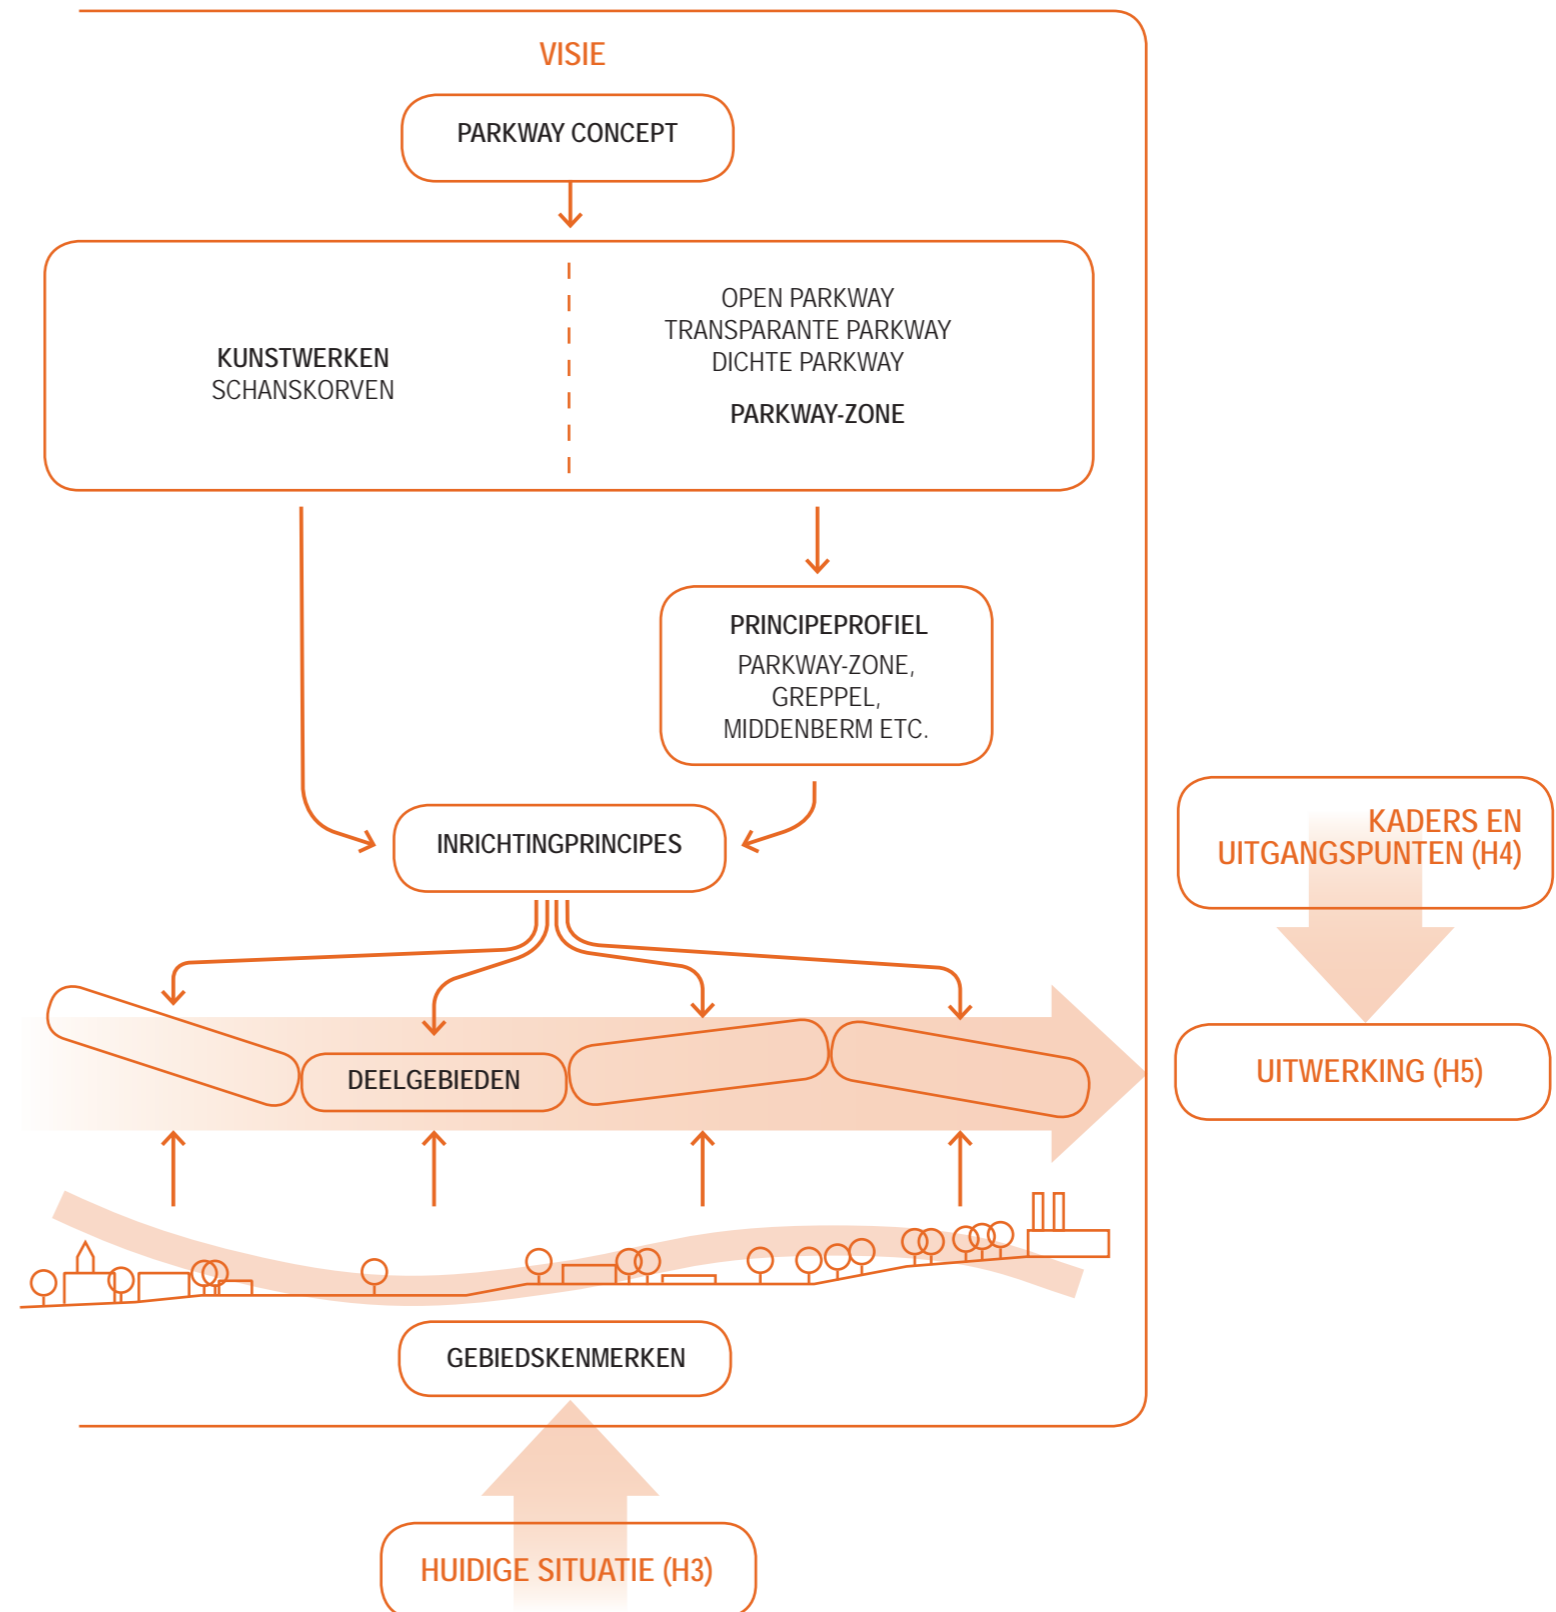 VISIE
PARKWAY CONCEPT
KUNSTWERKEN
SCHANSKORVEN
OPEN PARKWAY
TRANSPARANTE PARKWAY
DICHTE PARKWAY
PARKWAY-ZONE
PRINCIPEPROFIEL
PARKWAY-ZONE,
GREPPEL,
MIDDENBERM ETC.
INRICHTINGPRINCIPES
KADERS EN
UITGANGSPUNTEN (H4)
DEELGEBIEDEN
UITWERKING (H5)
GEBIEDSKENMERKEN
HUIDIGE SITUATIE (H3)